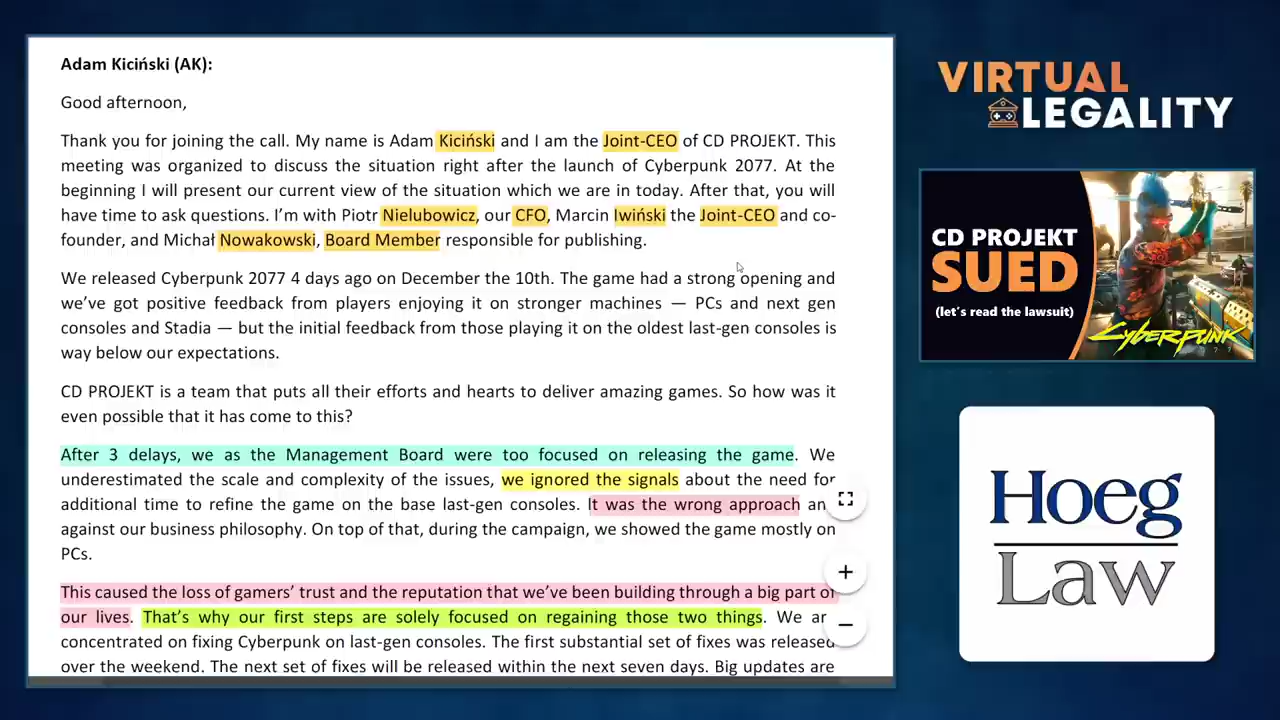 Adam Kiciński (AK):
Good afternoon,
Thank you for joining the call. My name is Adam Kiciński and I am the Joint-CEO of CD PROJEKT. This
meeting was organized to discuss the situation right after the launch of Cyberpunk 2077. At the
beginning I will present our current view of the situation which we are in today. After that, you will
have time to ask questions. I'm with Piotr Nielubowicz, our CFO, Marcin Iwiński the Joint-CEO and co-
founder, and Michał Nowakowski, Board Member responsible for publishing.
We released Cyberpunk 2077 4 days ago on December the 10th. The game had a strong opening and
we've got positive feedback from players enjoying it on stronger machines — PCs and next gen
consoles and Stadia — but the initial feedback from those playing it on the oldest last-gen consoles is
way below our expectations.
CD PROJEKT is a team that puts all their efforts and hearts to deliver amazing games. So how was it
even possible that it has come to this?
After 3 delays, we as the Management Board were too focused on releasing the game. We
underestimated the scale and complexity of the issues, we ignored the signals about the need for
additional time to refine the game on the base last-gen consoles. It was the wrong approach an
against our business philosophy. On top of that, during the campaign, we showed the game mostly on
PCs.
This caused the loss of gamers' trust and the reputation that we've been building through a big part of
our lives. That's why our first steps are solely focused on regaining those two things. We ar
concentrated on fixing Cyberpunk on last-gen consoles. The first substantial set of fixes was released
over the weekend. The next set of fixes will be released within the next seven days. Big updates are
VIRTUAL
LEGALITY
CD PROJEKT
SUED
(let's read the lawsuit)
Cyberpunk
2077
Hoeg
Law